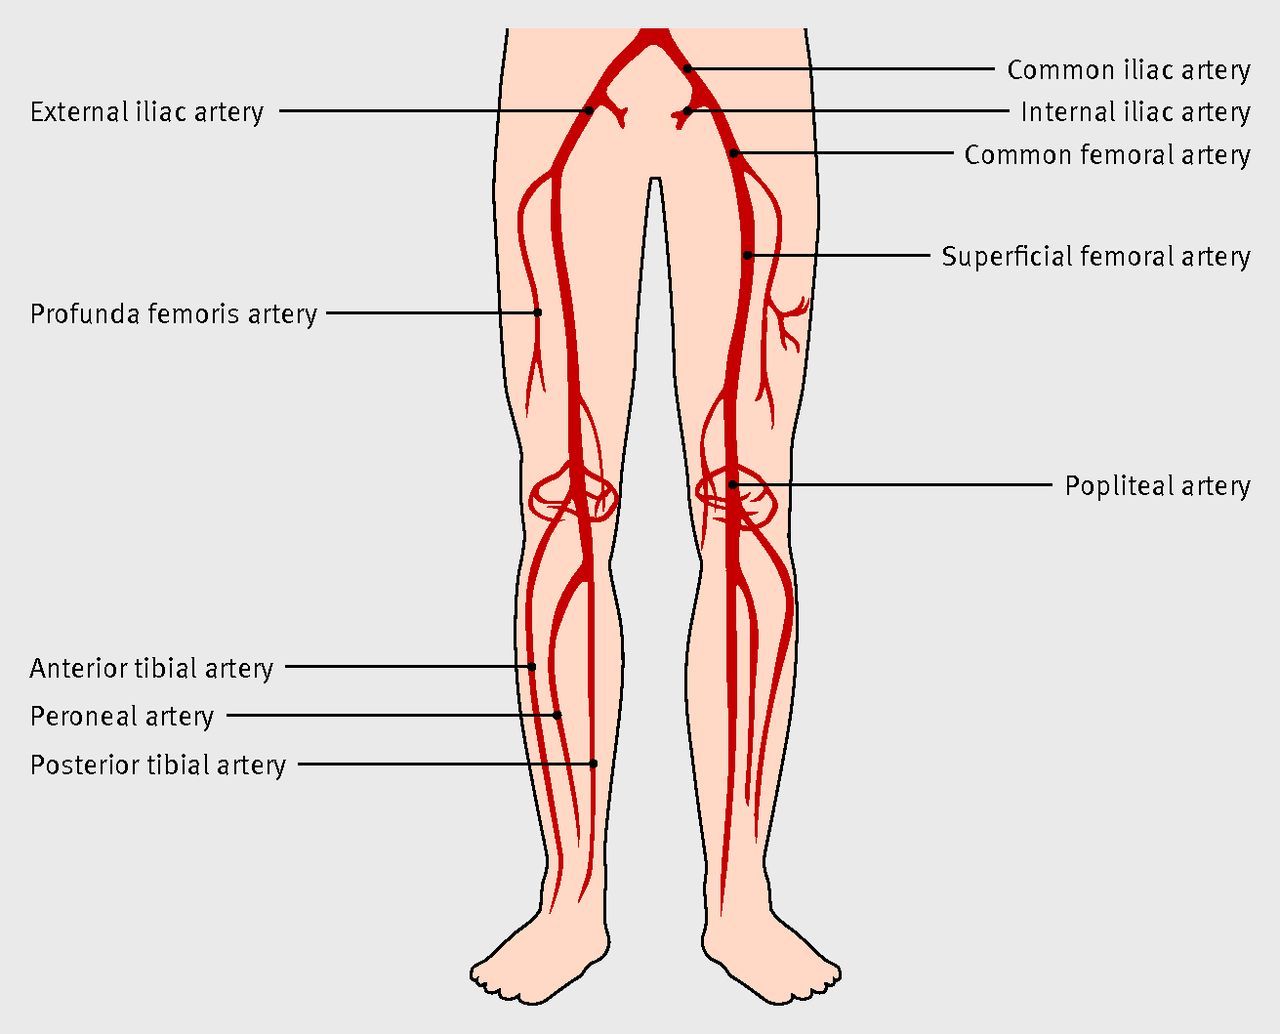 Common iliac artery
External iliac artery
Internal iliac artery
Common femoral artery
Superficial femoral artery
Profunda femoris artery
Popliteal artery
Anterior tibial artery
Peroneal artery
Posterior tibial artery